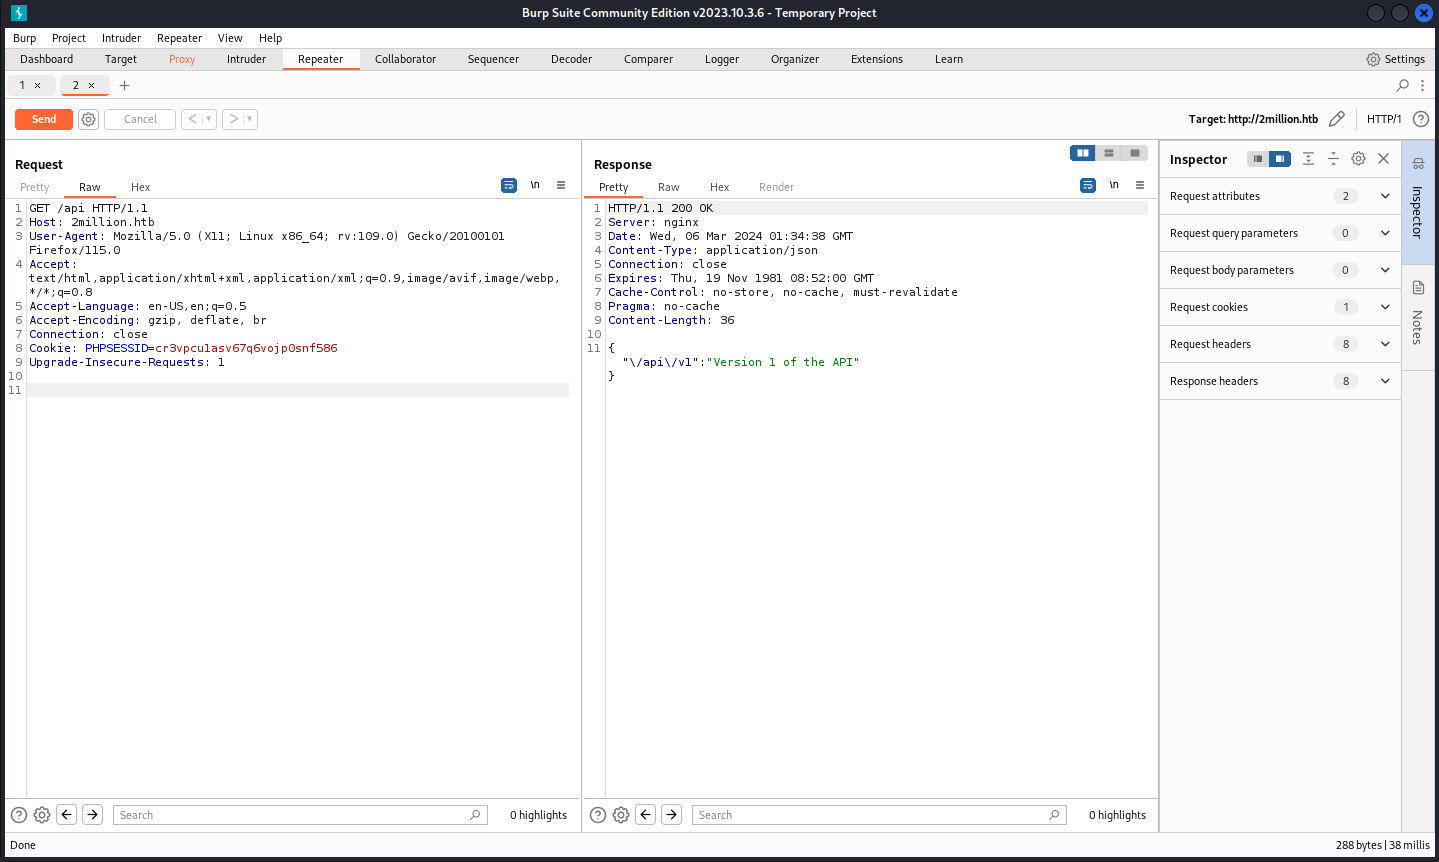 Burp Suite Community Edition v2023.10.3.6 - Temporary Project
Burp Project Intruder Repeater View Help
Dashboard Target Proxy Intruder Repeater Collaborator Sequencer Decoder Comparer Logger Organizer Extensions Learn Settings
1 × 2 × +
Send Cancel < > Target: http://2million.htb HTTP/1 ?
Request
Pretty Raw Hex \n
1 GET /api HTTP/1.1
2 Host: 2million.htb
3 User-Agent: Mozilla/5.0 (X11; Linux x86_64; rv:109.0) Gecko/20100101
Firefox/115.0
4 Accept:
text/html,application/xhtml+xml,application/xml;q=0.9,image/avif,image/webp,
*/*;q=0.8
5 Accept-Language: en-US,en;q=0.5
6 Accept-Encoding: gzip, deflate, br
7 Connection: close
8 Cookie: PHPSESSID=cr3vpcu1asv67q6vojp0snf586
9 Upgrade-Insecure-Requests: 1
10
11
Search 0 highlights
Response
Pretty Raw Hex Render \n
1 HTTP/1.1 200 OK
2 Server: nginx
3 Date: Wed, 06 Mar 2024 01:34:38 GMT
4 Content-Type: application/json
5 Connection: close
6 Expires: Thu, 19 Nov 1981 08:52:00 GMT
7 Cache-Control: no-store, no-cache, must-revalidate
8 Pragma: no-cache
9 Content-Length: 36
10
11 {
"\/api\/v1":"Version 1 of the API"
}
Search 0 highlights
Inspector
Request attributes 2
Request query parameters 0
Request body parameters 0
Request cookies 1
Request headers 8
Response headers 8
Inspector
Notes
Done 288 bytes | 38 millis